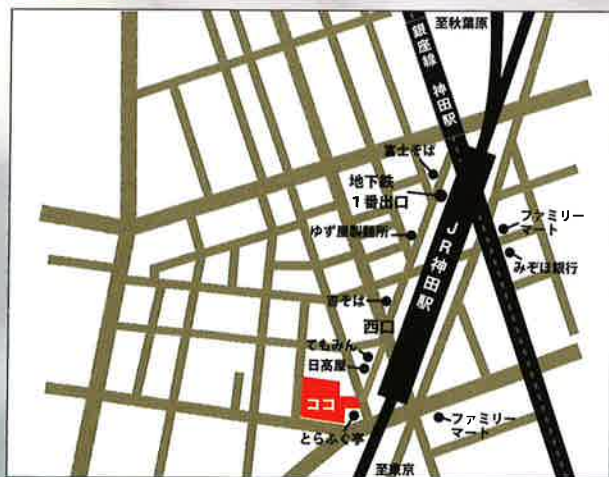 至秋葉原
銀座線 神田駅
富士そば
地下鉄
1番出口
JR神田駅
ファミリー
マート
ゆず屋製麺所
みずほ銀行
西口
てもみん
日高屋
ココ
とらふぐ亭
ファミリー
マート
至東京